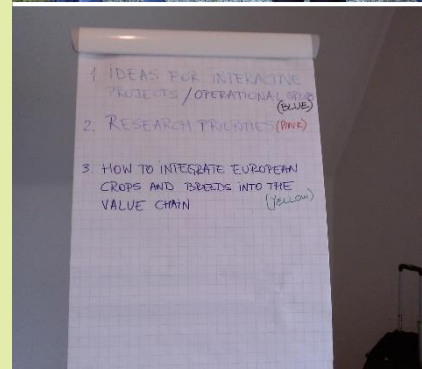 1 IDEAS FOR INTERACTIVE
PROJECTS / OPERATIONAL
(BLUE)
2. RESEARCH PRIORITIES (PINK)
3. HOW TO INTEGRATE EUROPEAN
CROPS AND BREEDS INTO THE
VALUE CHAIN (YELLOW)